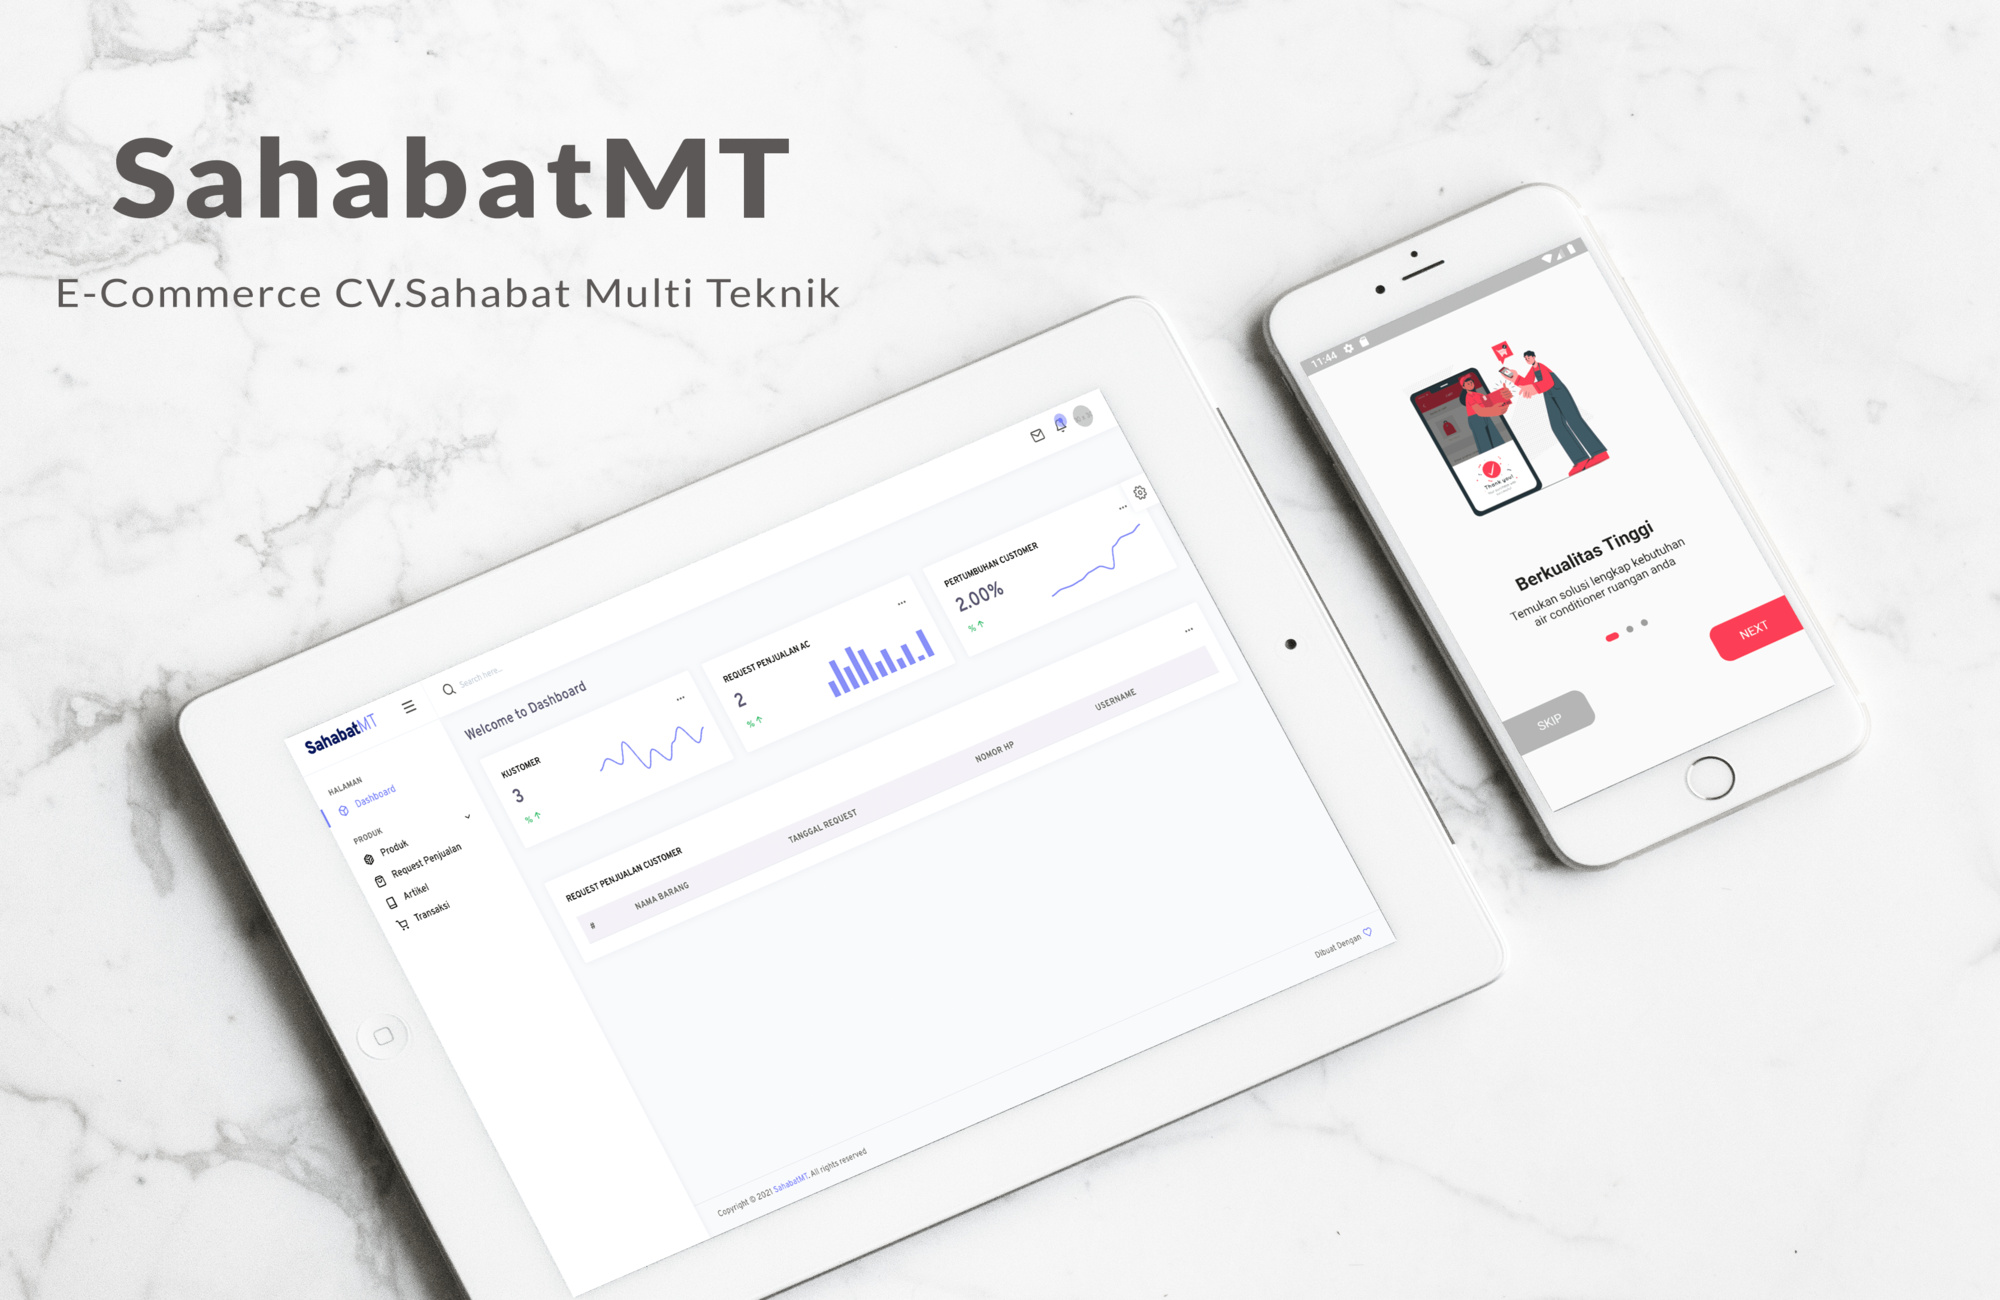 SahabatMT
E-Commerce CV.Sahabat Multi Teknik
SahabatMT
Search here...
HALAMAN
Dashboard
PRODUK
Produk
Request Penjualan
Artikel
Transaksi
Welcome to Dashboard
KUSTOMER
3
%
REQUEST PENJUALAN AC
2
%
PERTUMBUHAN CUSTOMER
2.00%
%
REQUEST PENJUALAN CUSTOMER
# NAMA BARANG TANGGAL REQUEST NOMOR HP USERNAME
Copyright © 2021 SahabatMT. All rights reserved
Dibuat Dengan
11:44
Thank you!
Berkualitas Tinggi
Temukan solusi lengkap kebutuhan
air conditioner ruangan anda
NEXT
SKIP